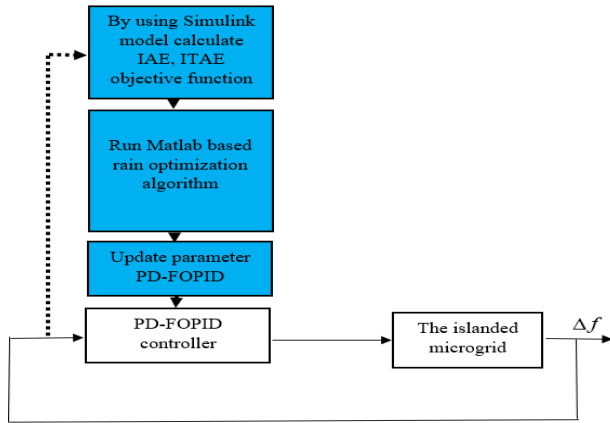 By using Simulink
model calculate
IAE, ITAE
objective function
Run Matlab based
rain optimization
algorithm
Update parameter
PD-FOPID
PD-FOPID
controller
The islanded
microgrid
Δf